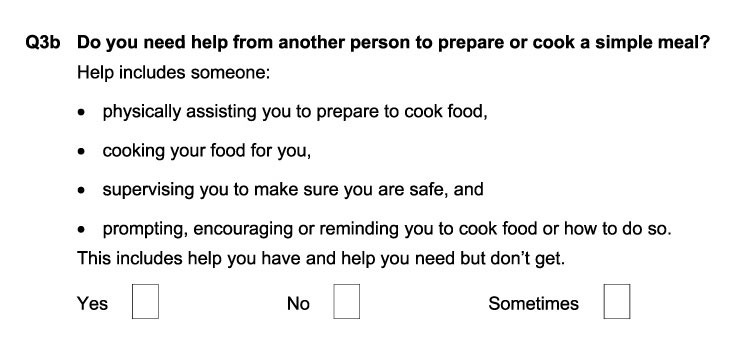 Q3b Do you need help from another person to prepare or cook a simple meal?
Help includes someone:
• physically assisting you to prepare to cook food,
• cooking your food for you,
• supervising you to make sure you are safe, and
• prompting, encouraging or reminding you to cook food or how to do so.
This includes help you have and help you need but don’t get.
Yes No Sometimes